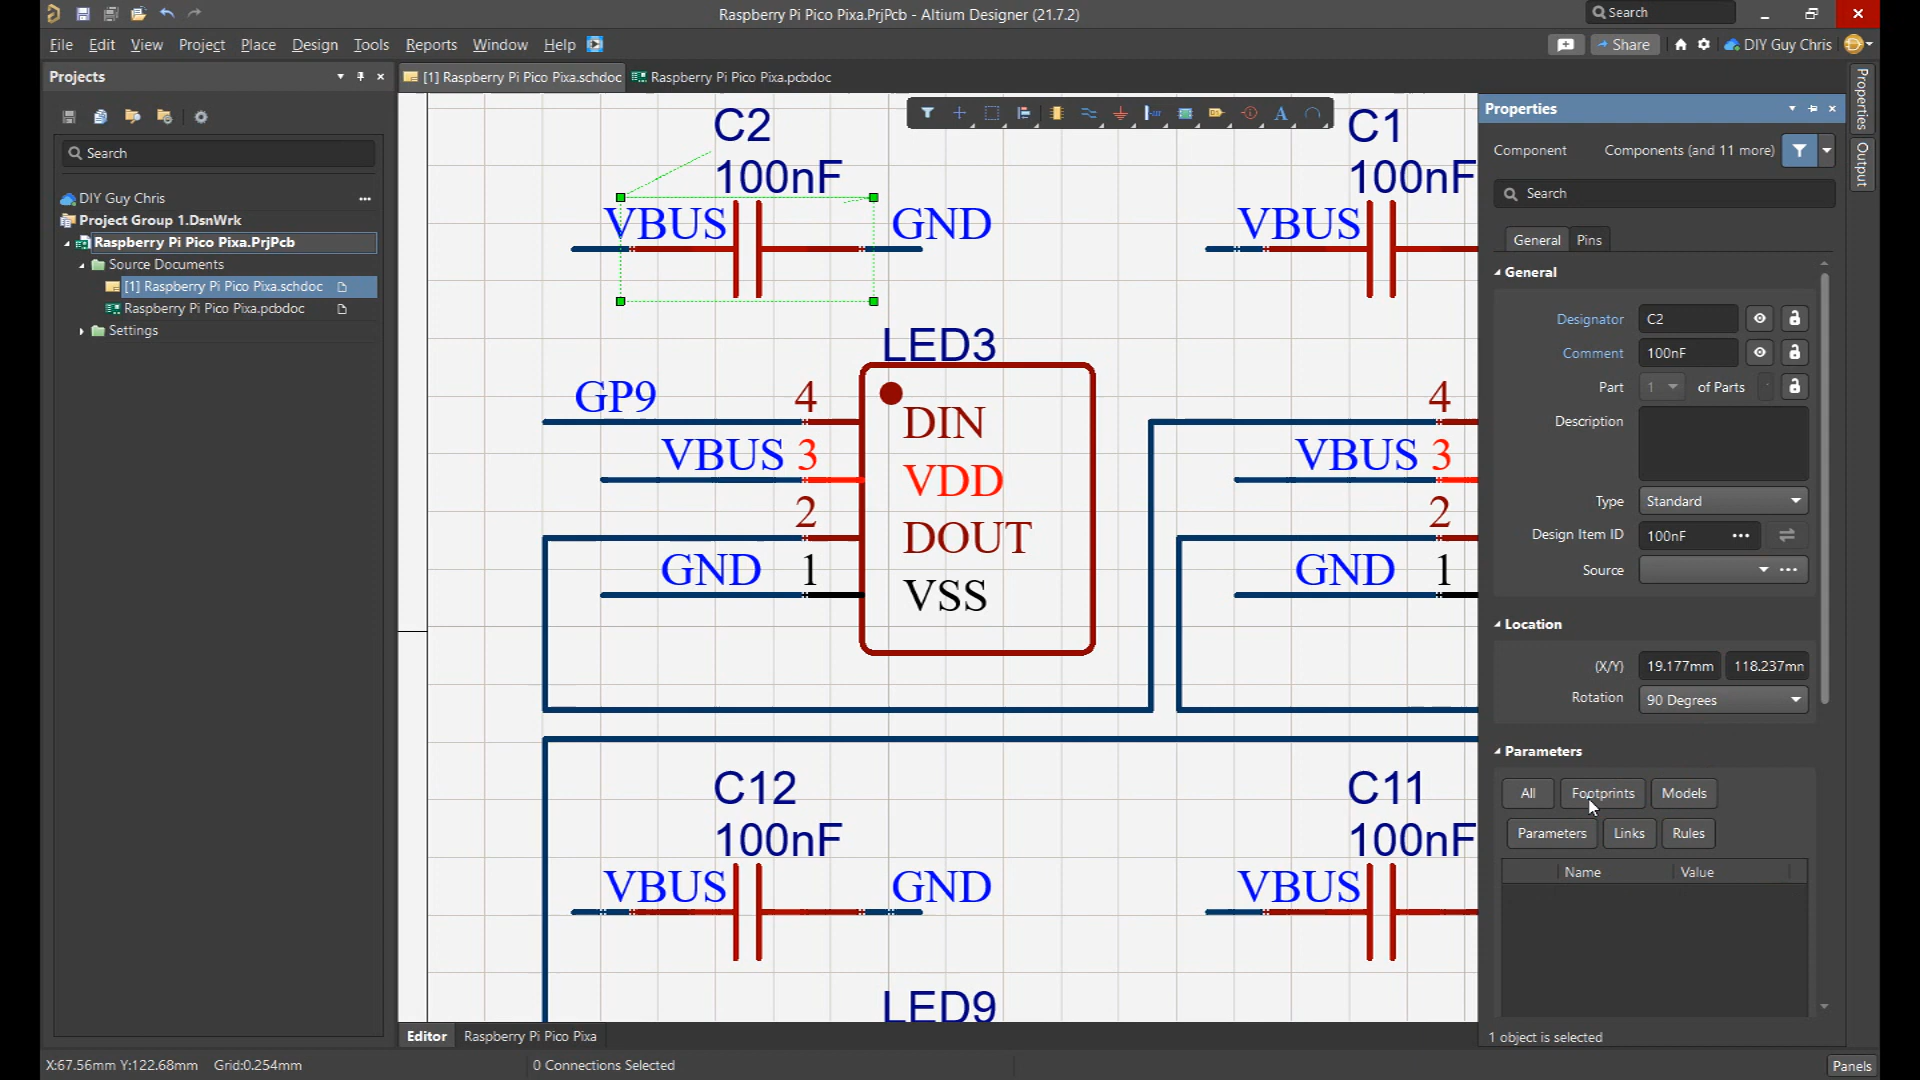 Raspberry Pi Pico Pixa.PrjPcb - Altium Designer (21.7.2)
Search
File Edit View Project Place Design Tools Reports Window Help
Share
DIY Guy Chris
Projects
[1] Raspberry Pi Pico Pixa.schdoc
Raspberry Pi Pico Pixa.pcbdoc
Search
DIY Guy Chris
Project Group 1.DsnWrk
Raspberry Pi Pico Pixa.PrjPcb
Source Documents
[1] Raspberry Pi Pico Pixa.schdoc
Raspberry Pi Pico Pixa.pcbdoc
Settings
C2
100nF
VBUS
GND
C1
100nF
VBUS
LED3
GP9
4
DIN
VBUS
3
VDD
2
DOUT
GND
1
VSS
4
VBUS
3
2
GND
1
C12
100nF
VBUS
GND
C11
100nF
VBUS
LED9
Properties
Component
Components (and 11 more)
Search
General
Pins
General
Designator
C2
Comment
100nF
Part
1
of Parts
Description
Type
Standard
Design Item ID
100nF
Source
Location
(X/Y)
19.177mm
118.237mm
Rotation
90 Degrees
Parameters
All
Footprints
Models
Parameters
Links
Rules
Name
Value
1 object is selected
Properties
Output
Editor
Raspberry Pi Pico Pixa
X:67.56mm Y:122.68mm Grid:0.254mm
0 Connections Selected
Panels